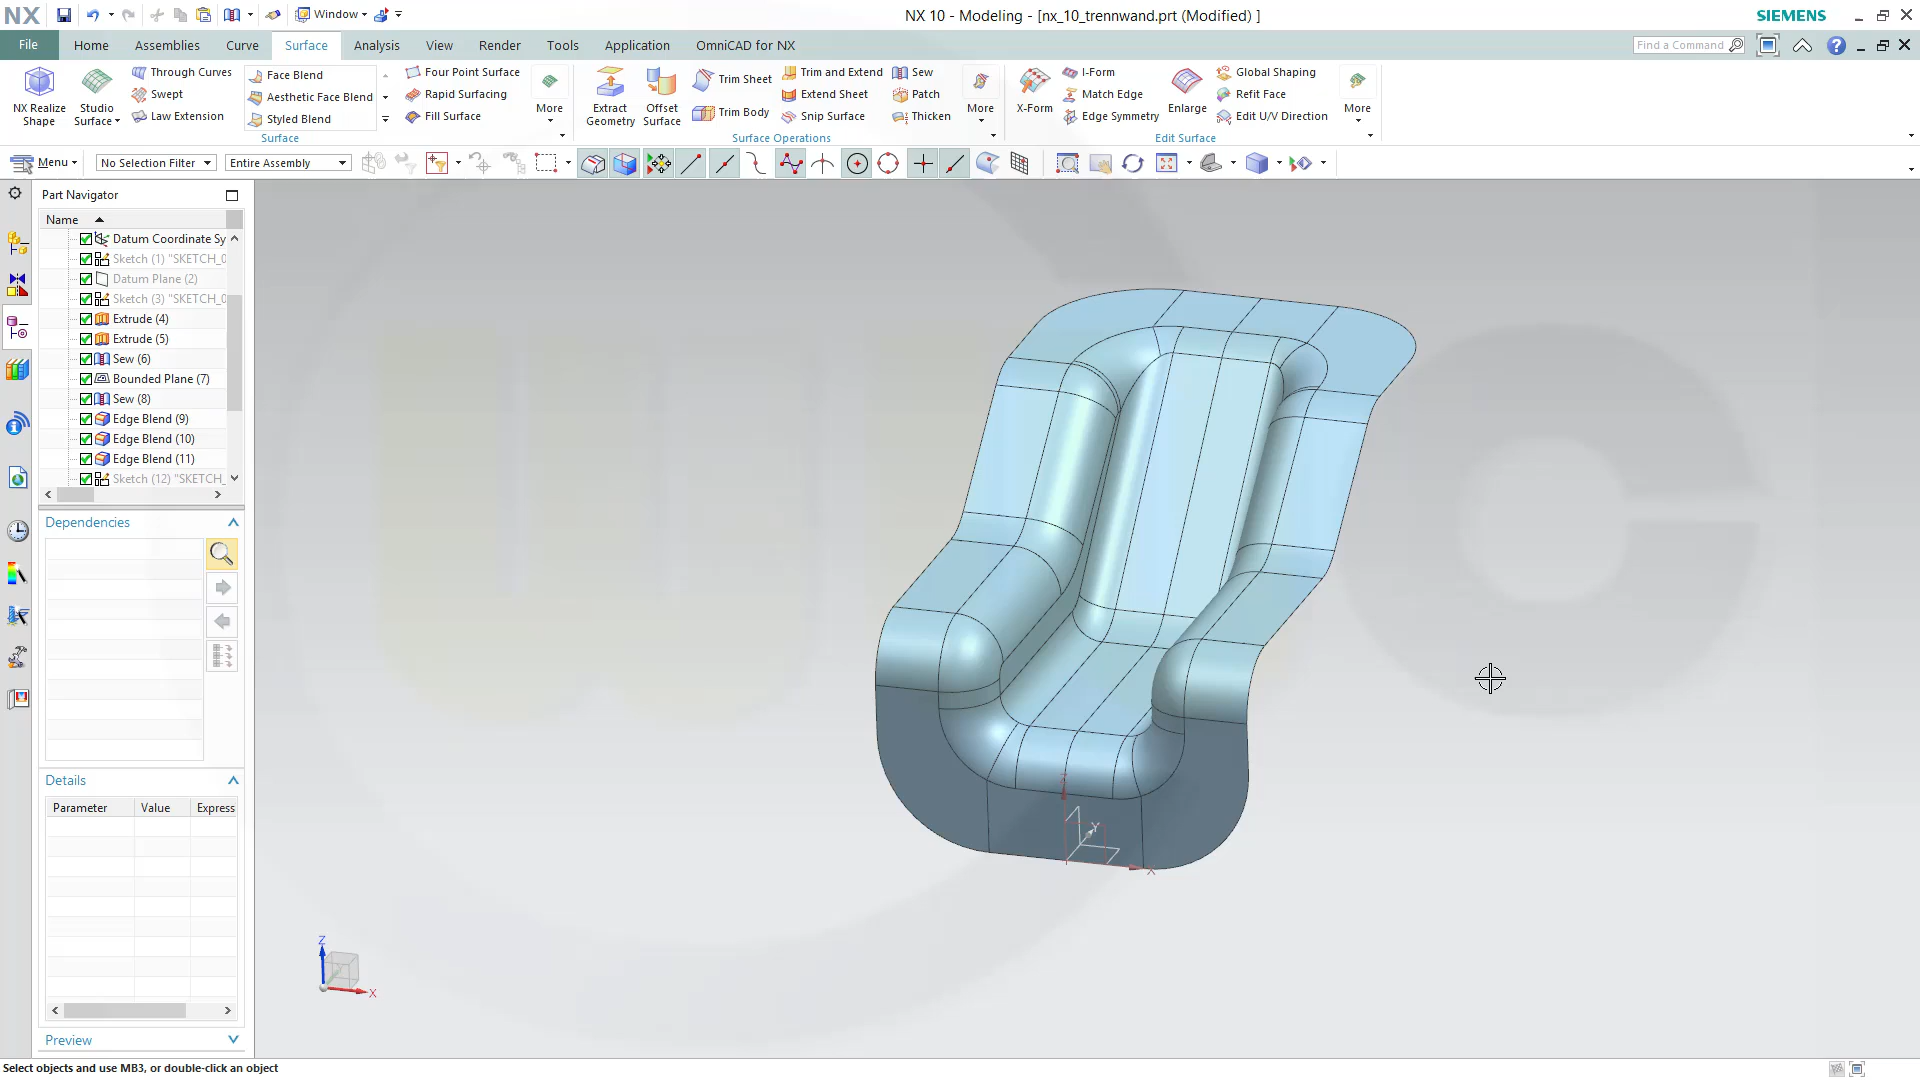 NX
Window
NX 10 - Modeling - [nx_10_trennwand.prt (Modified) ]
SIEMENS
File
Home
Assemblies
Curve
Surface
Analysis
View
Render
Tools
Application
OmniCAD for NX
Find a Command
NX Realize
Shape
Studio
Surface
Through Curves
Swept
Law Extension
Face Blend
Aesthetic Face Blend
Styled Blend
Four Point Surface
Rapid Surfacing
Fill Surface
More
Surface
Extract
Geometry
Offset
Surface
Trim Sheet
Trim Body
Trim and Extend
Extend Sheet
Snip Surface
Sew
Patch
Thicken
More
Surface Operations
X-Form
I-Form
Match Edge
Edge Symmetry
Enlarge
Global Shaping
Refit Face
Edit U/V Direction
More
Edit Surface
Menu
No Selection Filter
Entire Assembly
Part Navigator
Name
Datum Coordinate Sy
Sketch (1) "SKETCH_0
Datum Plane (2)
Sketch (3) "SKETCH_0
Extrude (4)
Extrude (5)
Sew (6)
Bounded Plane (7)
Sew (8)
Edge Blend (9)
Edge Blend (10)
Edge Blend (11)
Sketch (12) "SKETCH_
Dependencies
Details
Parameter
Value
Express
Preview
Z
Y
X
Z
X
Select objects and use MB3, or double-click an object